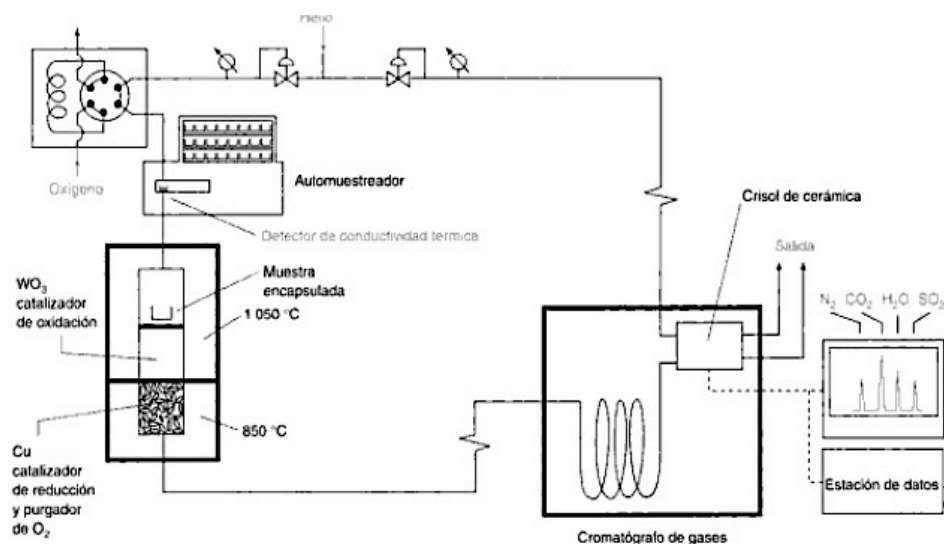 Helio
Oxígeno
Automuestreador
Detector de conductividad térmica
Crisol de cerámica
Salida
WO3
catalizador
de oxidación
Muestra
encapsulada
1 050 °C
N2 CO2 H2O SO2
850 °C
Cu
catalizador
de reducción
y purgador
de O2
Estación de datos
Cromatógrafo de gases